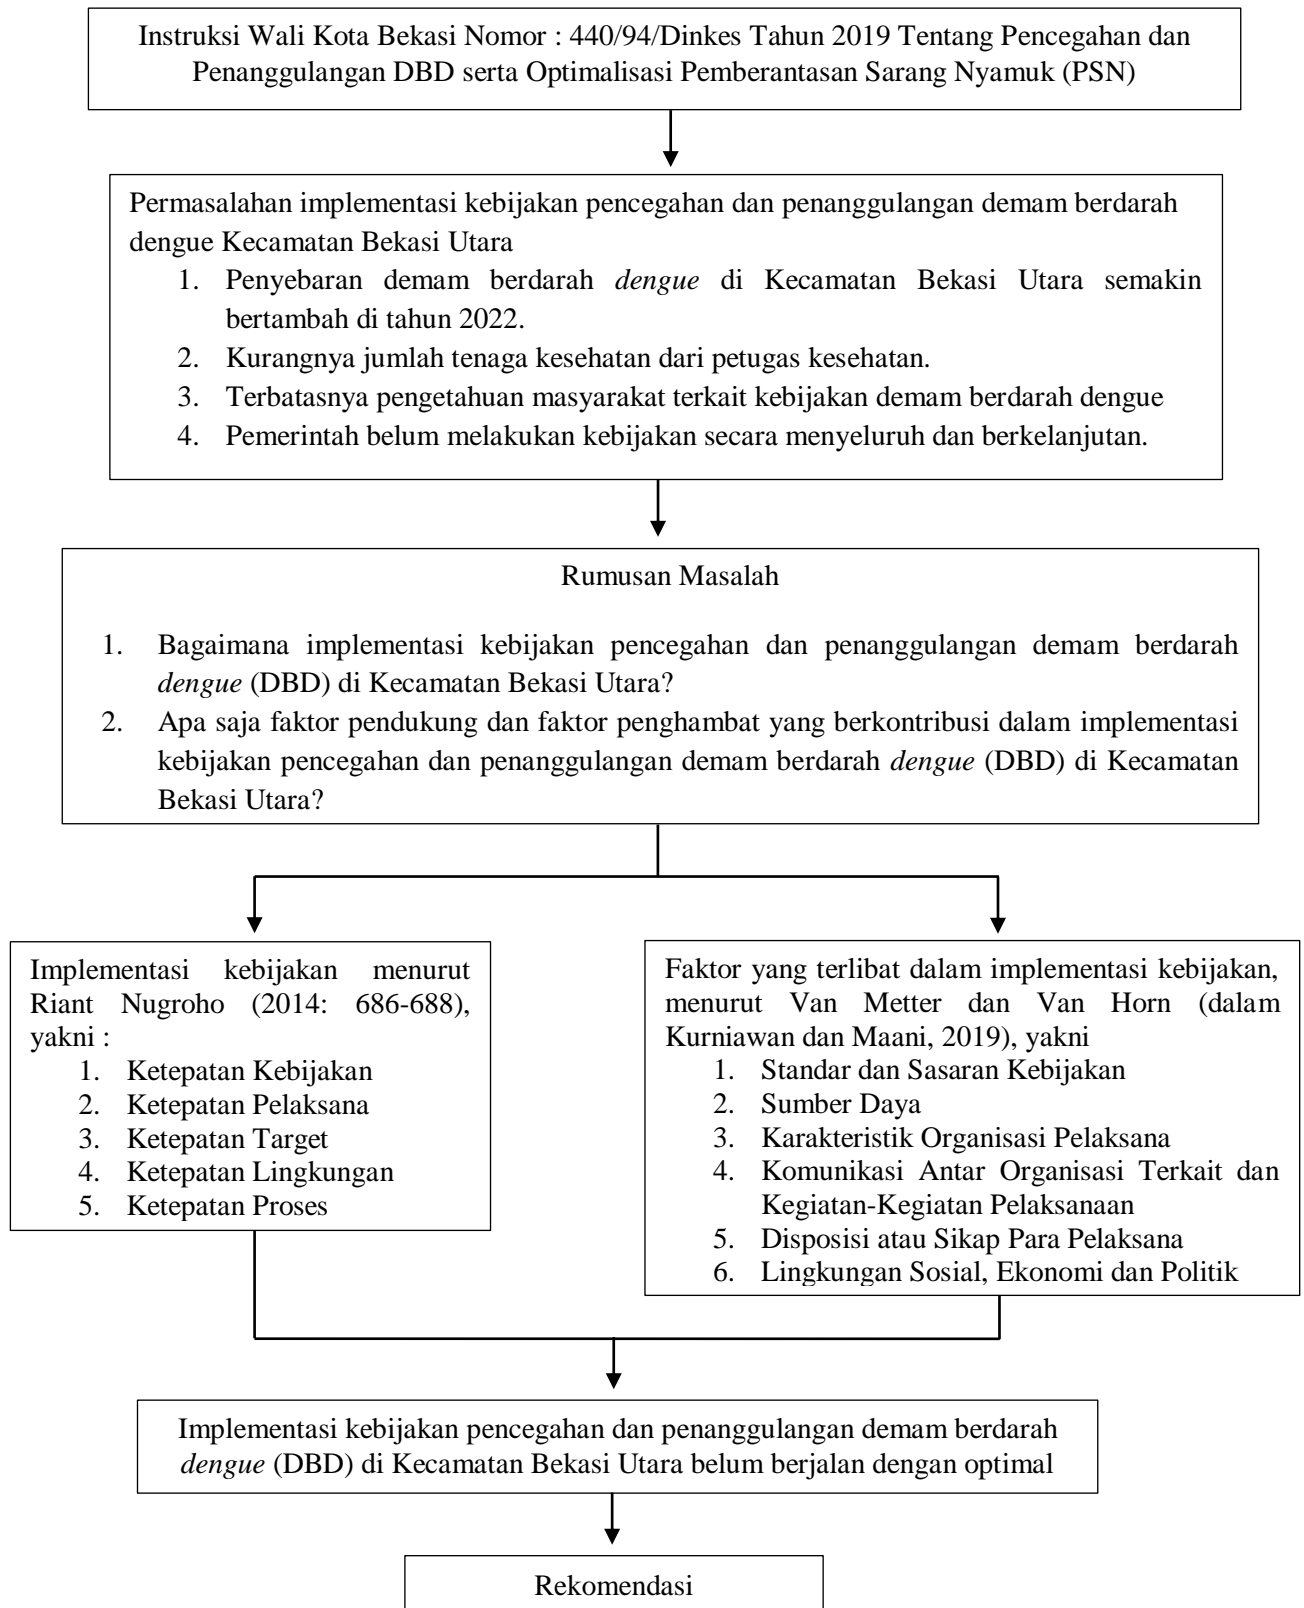 Instruksi Wali Kota Bekasi Nomor : 440/94/Dinkes Tahun 2019 Tentang Pencegahan dan
Penanggulangan DBD serta Optimalisasi Pemberantasan Sarang Nyamuk (PSN)
Permasalahan implementasi kebijakan pencegahan dan penanggulangan demam berdarah
dengue Kecamatan Bekasi Utara
1. Penyebaran demam berdarah dengue di Kecamatan Bekasi Utara semakin
bertambah di tahun 2022.
2. Kurangnya jumlah tenaga kesehatan dari petugas kesehatan.
3. Terbatasnya pengetahuan masyarakat terkait kebijakan demam berdarah dengue
4. Pemerintah belum melakukan kebijakan secara menyeluruh dan berkelanjutan.
Rumusan Masalah
1. Bagaimana implementasi kebijakan pencegahan dan penanggulangan demam berdarah
dengue (DBD) di Kecamatan Bekasi Utara?
2. Apa saja faktor pendukung dan faktor penghambat yang berkontribusi dalam implementasi
kebijakan pencegahan dan penanggulangan demam berdarah dengue (DBD) di Kecamatan
Bekasi Utara?
Implementasi kebijakan menurut
Riant Nugroho (2014: 686-688),
yakni :
1. Ketepatan Kebijakan
2. Ketepatan Pelaksana
3. Ketepatan Target
4. Ketepatan Lingkungan
5. Ketepatan Proses
Faktor yang terlibat dalam implementasi kebijakan,
menurut Van Metter dan Van Horn (dalam
Kurniawan dan Maani, 2019), yakni
1. Standar dan Sasaran Kebijakan
2. Sumber Daya
3. Karakteristik Organisasi Pelaksana
4. Komunikasi Antar Organisasi Terkait dan
Kegiatan-Kegiatan Pelaksanaan
5. Disposisi atau Sikap Para Pelaksana
6. Lingkungan Sosial, Ekonomi dan Politik
Implementasi kebijakan pencegahan dan penanggulangan demam berdarah
dengue (DBD) di Kecamatan Bekasi Utara belum berjalan dengan optimal
Rekomendasi